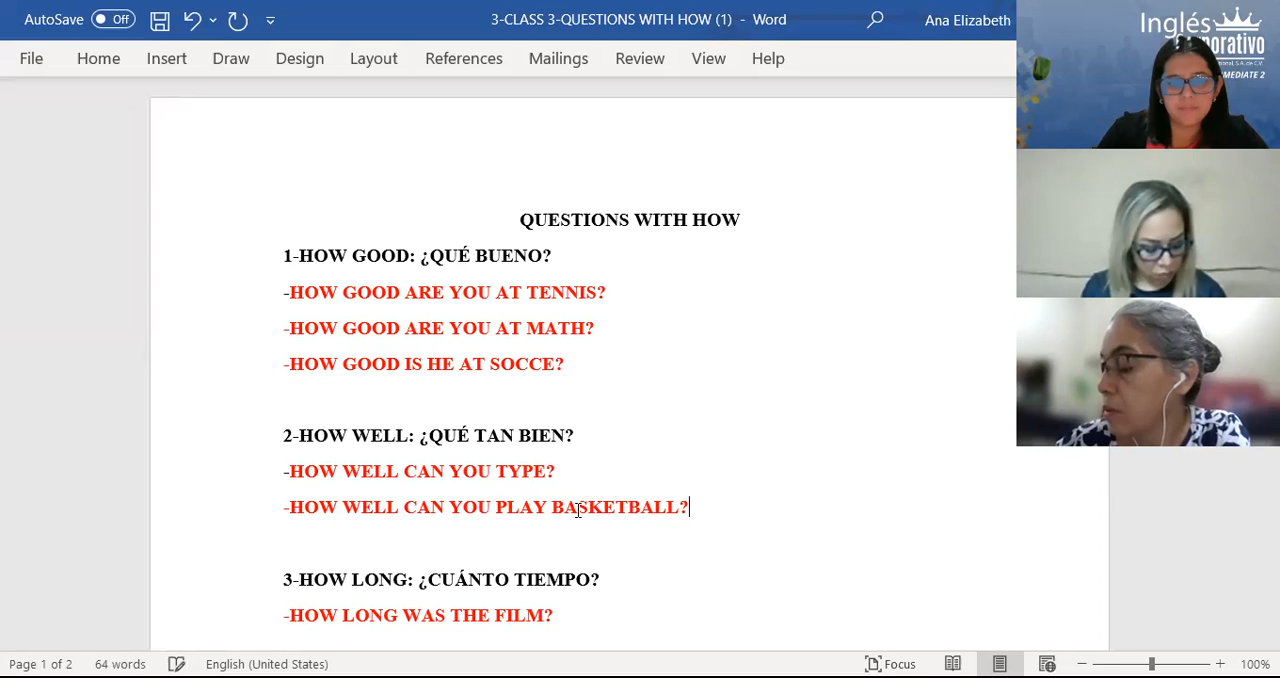 AutoSave Off 3-CLASS 3-QUESTIONS WITH HOW (1) - Word Ana Elizabeth
File Home Insert Draw Design Layout References Mailings Review View Help
Inglés
MEDIATE 2
QUESTIONS WITH HOW
1-HOW GOOD: ¿QUÉ BUENO?
-HOW GOOD ARE YOU AT TENNIS?
-HOW GOOD ARE YOU AT MATH?
-HOW GOOD IS HE AT SOCCE?
2-HOW WELL: ¿QUÉ TAN BIEN?
-HOW WELL CAN YOU TYPE?
-HOW WELL CAN YOU PLAY BASKETBALL?
3-HOW LONG: ¿CUÁNTO TIEMPO?
-HOW LONG WAS THE FILM?
Page 1 of 2 64 words English (United States) Focus 100%